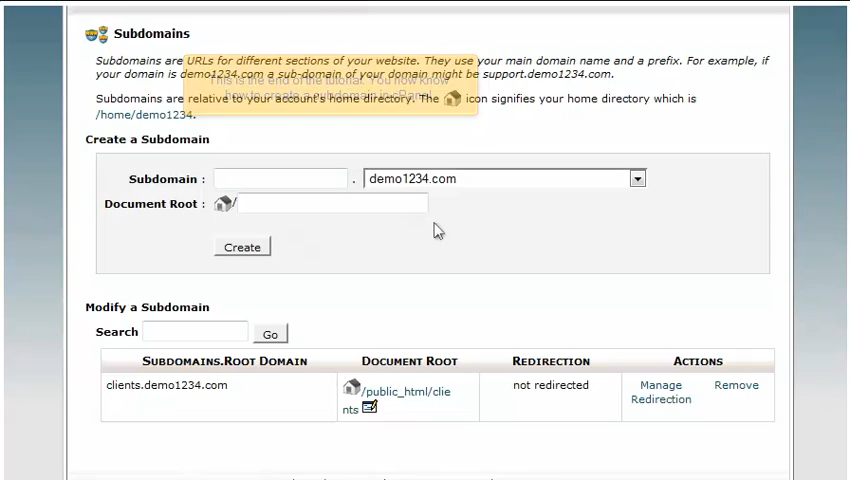 Subdomains
Subdomains are URLs for different sections of your website. They use your main domain name and a prefix. For example, if
your domain is demo1234.com a sub-domain of your domain might be support.demo1234.com.
This is the end of the tutorial. You now know
how to create a subdomain in cPanel
Subdomains are relative to your account's home directory. The icon signifies your home directory which is
/home/demo1234.
Create a Subdomain
Subdomain : . demo1234.com
Document Root : /
Create
Modify a Subdomain
Search Go
SUBDOMAINS.ROOT DOMAIN DOCUMENT ROOT REDIRECTION ACTIONS
clients.demo1234.com /public_html/clie not redirected Manage Remove
nts Redirection